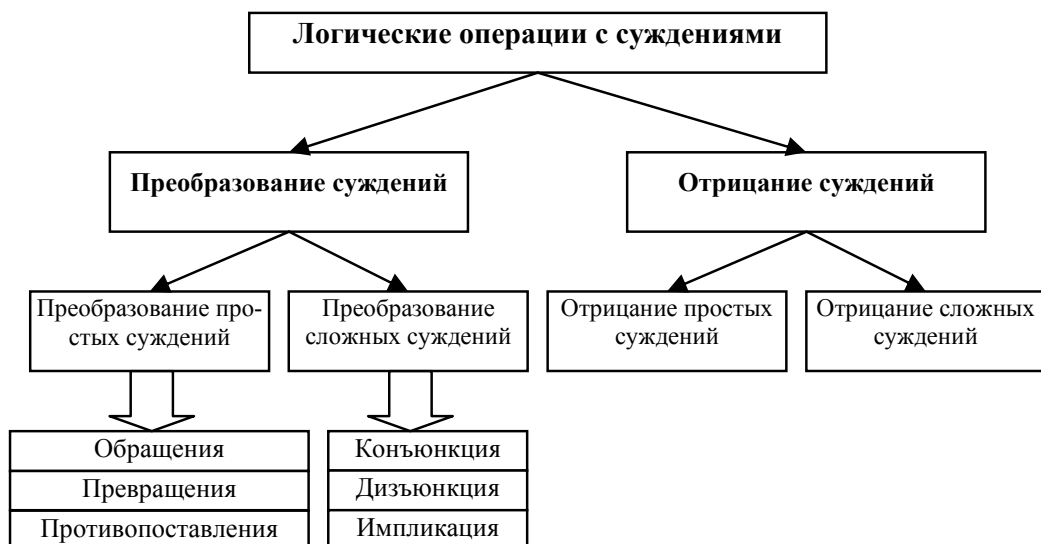 Логические операции с суждениями
Преобразование суждений
Отрицание суждений
Преобразование про-
стых суждений
Преобразование
сложных суждений
Отрицание простых
суждений
Отрицание сложных
суждений
Обращения
Превращения
Противопоставления
Конъюнкция
Дизъюнкция
Импликация